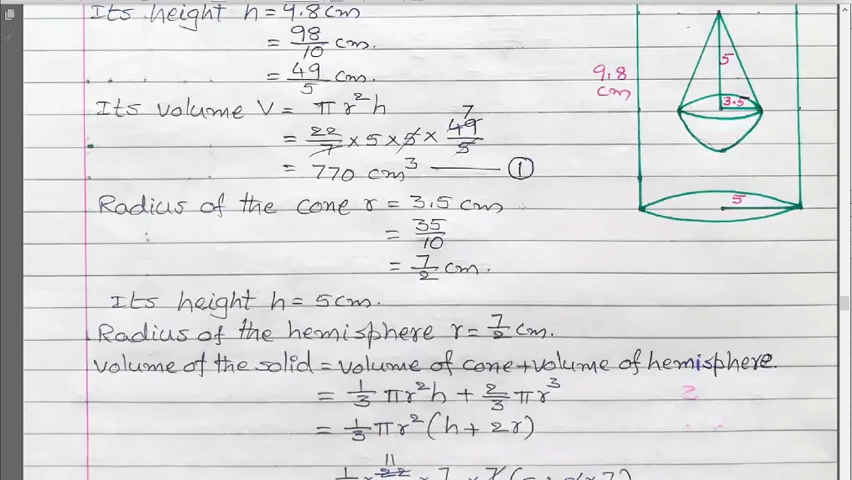 Its height h = 9.8 cm
= 98/10 cm.
= 49/5 cm.
Its volume V = πr²h
= 22/7 × 5 × 5 × 49/5 7
= 770 cm³ —— ①
Radius of the cone r = 3.5 cm
= 35/10
= 7/2 cm.
Its height h = 5 cm.
Radius of the hemisphere r = 7/2 cm.
Volume of the solid = volume of cone + volume of hemisphere.
= 1/3 πr²h + 2/3 πr³
= 1/3 πr² (h + 2r)
9.8
cm
5
3.5
5